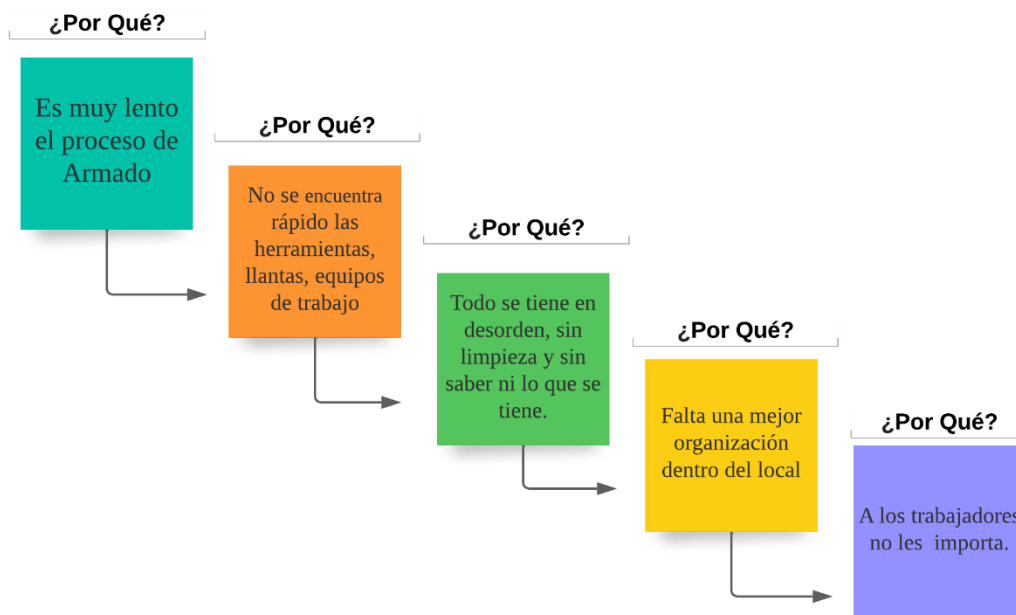 ¿Por Qué?
Es muy lento
el proceso de
Armado
¿Por Qué?
No se encuentra
rápido las
herramientas,
llantas, equipos
de trabajo
¿Por Qué?
Todo se tiene en
desorden, sin
limpieza y sin
saber ni lo que se
tiene.
¿Por Qué?
Falta una mejor
organización
dentro del local
¿Por Qué?
A los trabajadores
no les importa.